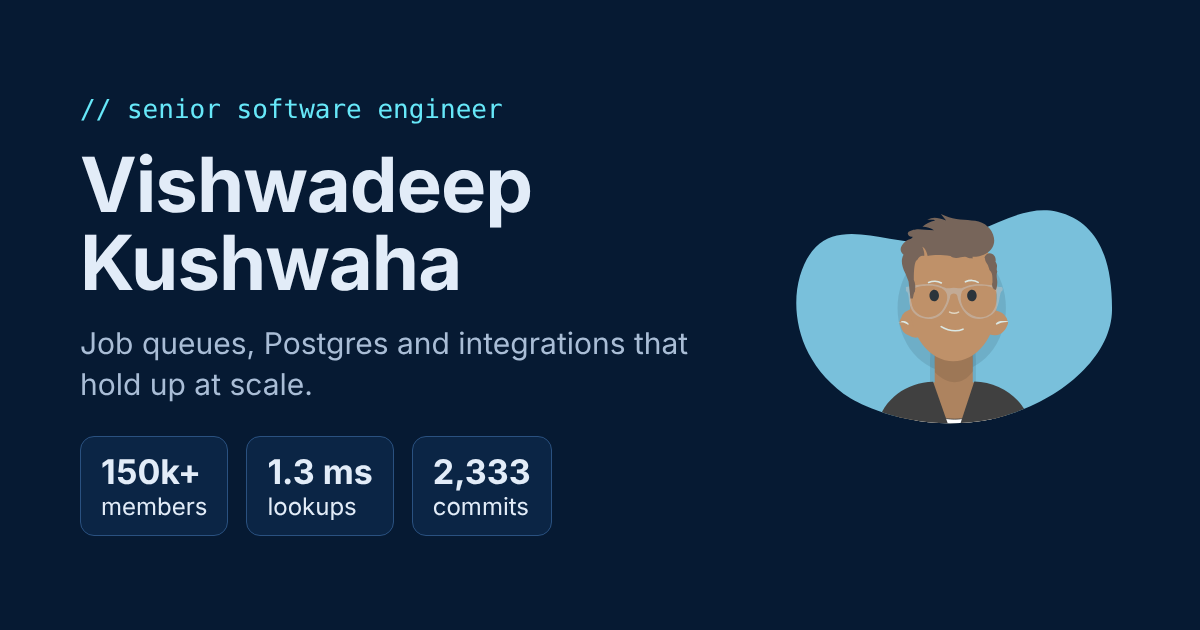 // senior software engineer
Vishwadeep
Kushwaha
Job queues, Postgres and integrations that
hold up at scale.
150k+ 1.3 ms 2,333
members lookups commits